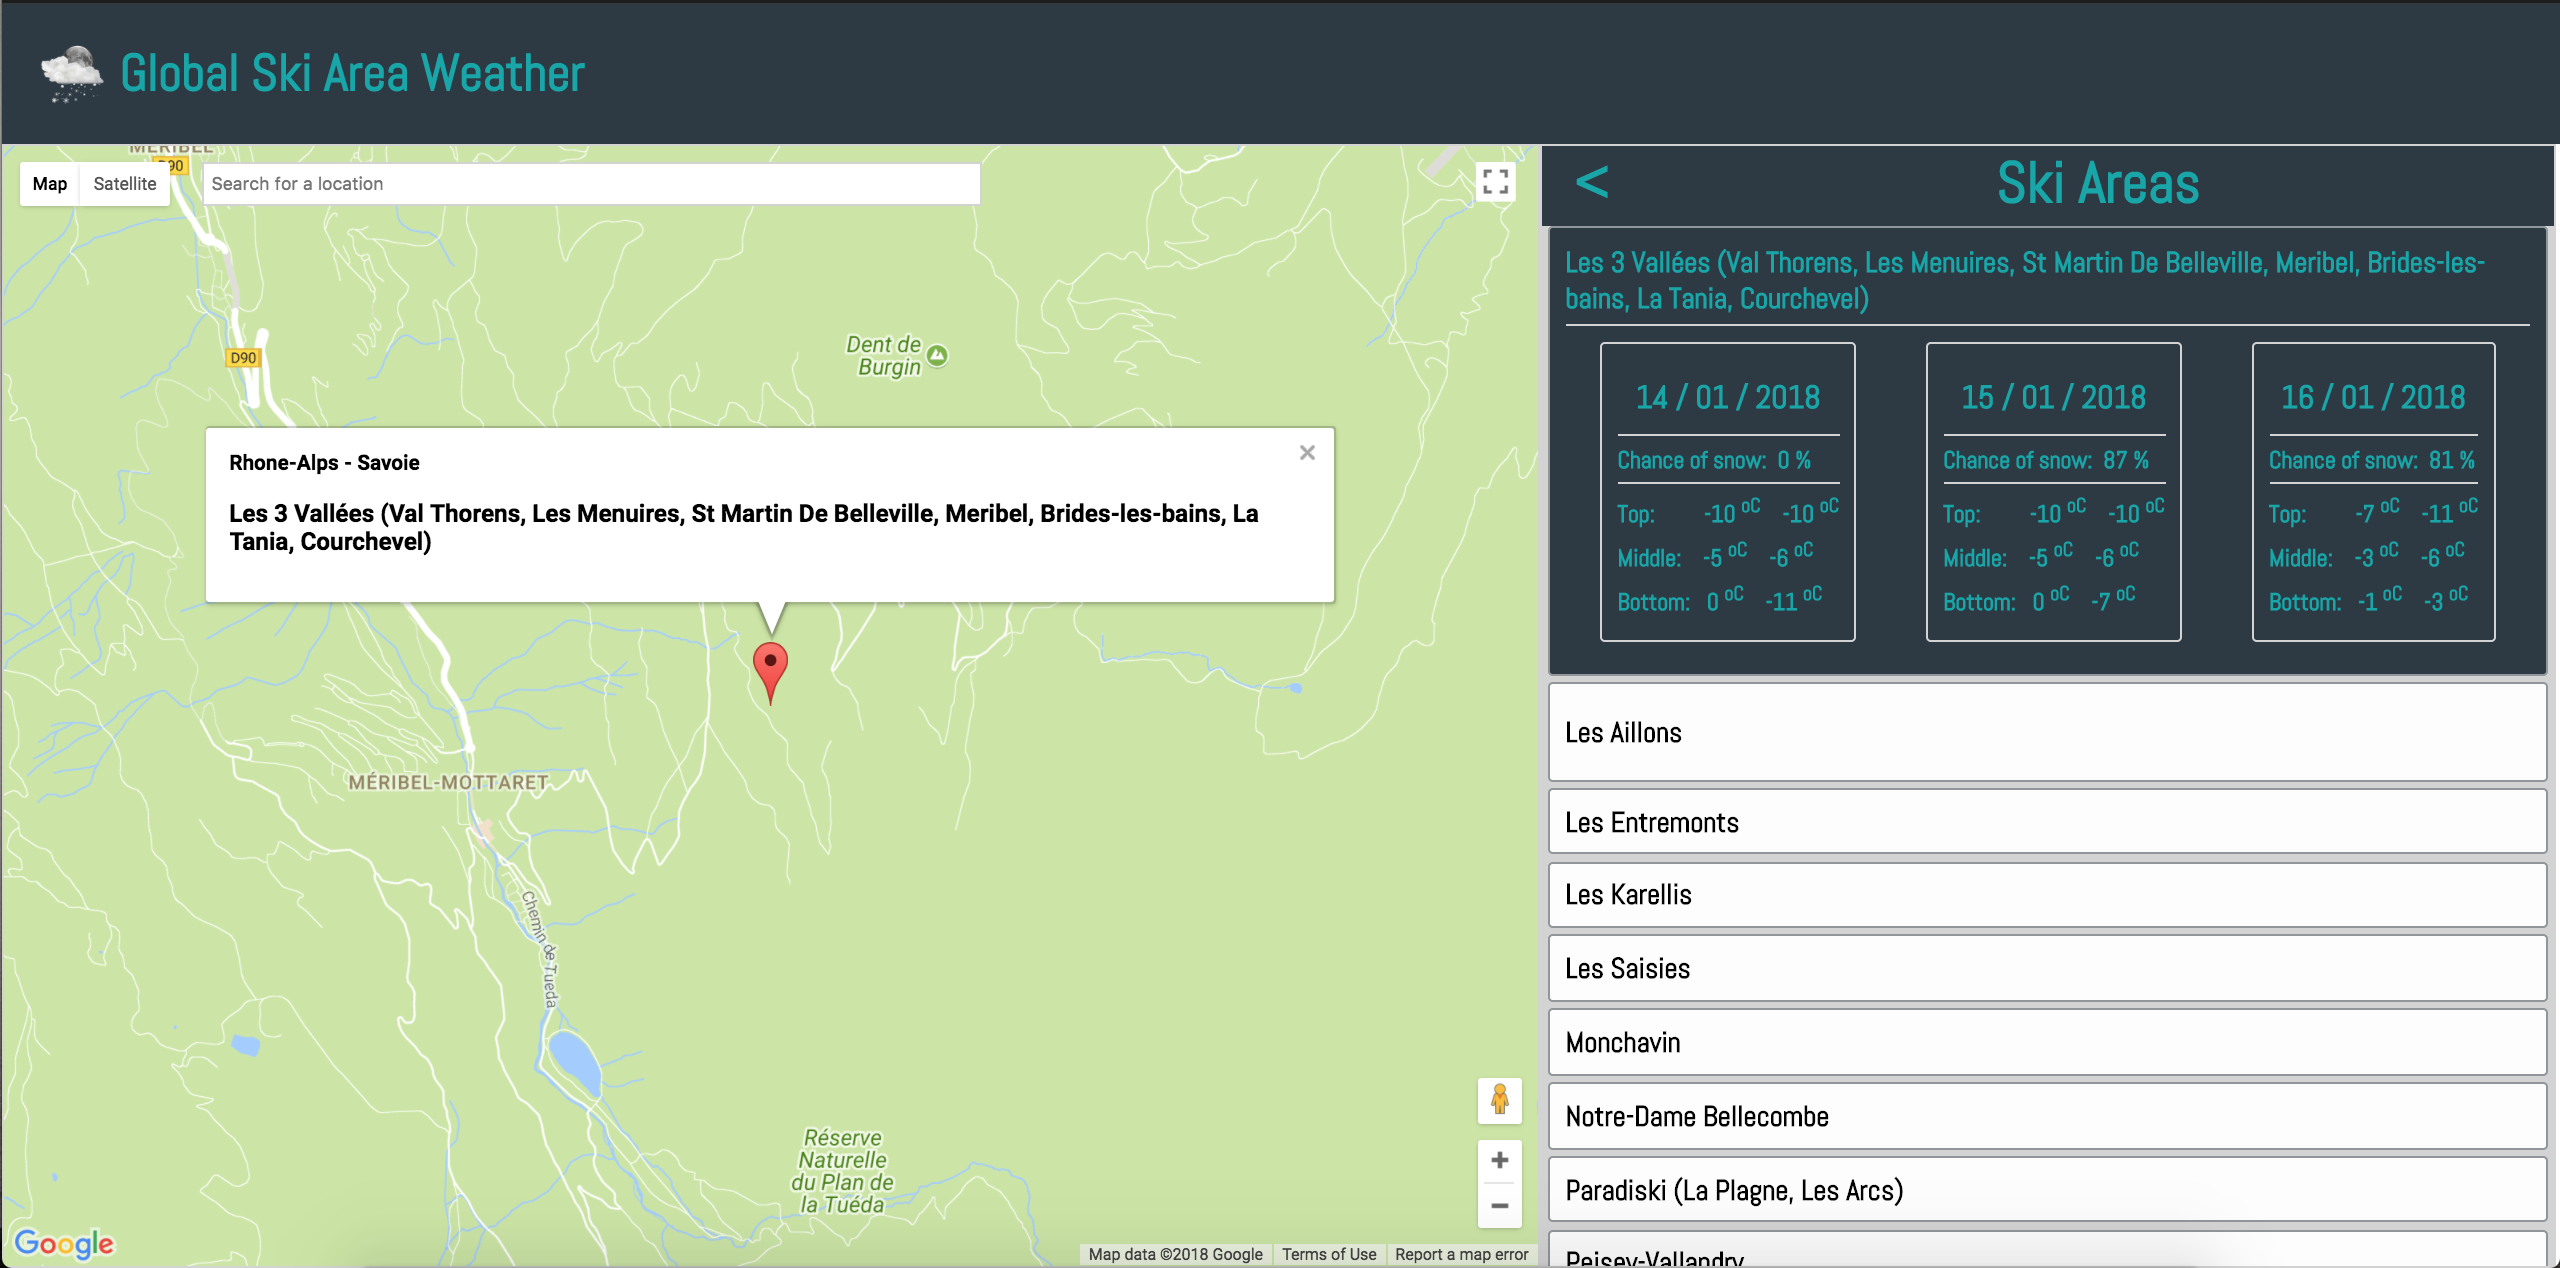 Global Ski Area Weather
MERIBEL
D90
Map
Satellite
Search for a location
D90
Dent de
Burgin
Rhone-Alps - Savoie
Les 3 Vallées (Val Thorens, Les Menuires, St Martin De Belleville, Meribel, Brides-les-bains, La
Tania, Courchevel)
MÉRIBEL-MOTTARET
Chemin de Tueda
Réserve
Naturelle
du Plan de
la Tuéda
+
−
Google
Map data ©2018 Google
Terms of Use
Report a map error
< Ski Areas
Les 3 Vallées (Val Thorens, Les Menuires, St Martin De Belleville, Meribel, Brides-les-
bains, La Tania, Courchevel)
14 / 01 / 2018
Chance of snow: 0 %
Top: -10 oC -10 oC
Middle: -5 oC -6 oC
Bottom: 0 oC -11 oC
15 / 01 / 2018
Chance of snow: 87 %
Top: -10 oC -10 oC
Middle: -5 oC -6 oC
Bottom: 0 oC -7 oC
16 / 01 / 2018
Chance of snow: 81 %
Top: -7 oC -11 oC
Middle: -3 oC -6 oC
Bottom: -1 oC -3 oC
Les Aillons
Les Entremonts
Les Karellis
Les Saisies
Monchavin
Notre-Dame Bellecombe
Paradiski (La Plagne, Les Arcs)
Peisey-Vallandry